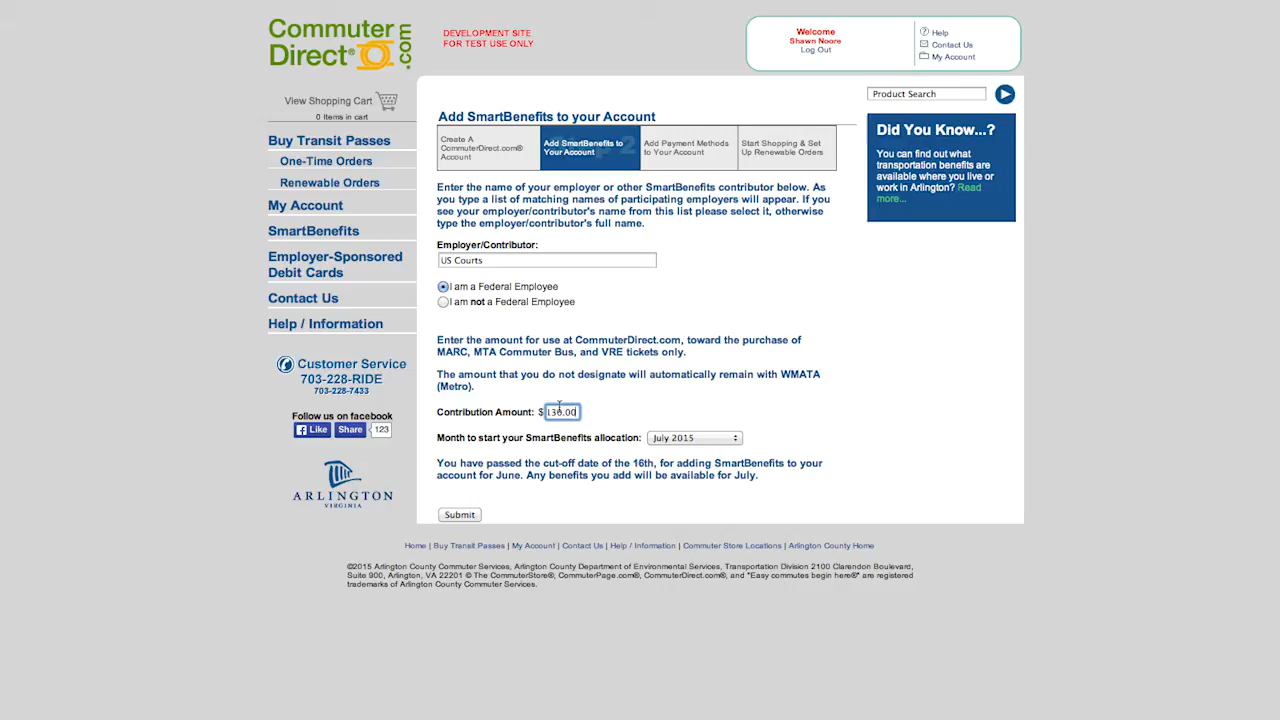 Commuter
Direct®
.com
DEVELOPMENT SITE
FOR TEST USE ONLY
Welcome
Shawn Noore
Log Out
Help
Contact Us
My Account
View Shopping Cart
0 Items in cart
Buy Transit Passes
One-Time Orders
Renewable Orders
My Account
SmartBenefits
Employer-Sponsored
Debit Cards
Contact Us
Help / Information
Customer Service
703-228-RIDE
703-228-7433
Follow us on facebook
Like Share 123
ARLINGTON
VIRGINIA
Add SmartBenefits to your Account
Create A
CommuterDirect.com®
Account
Add SmartBenefits to
Your Account
Add Payment Methods
to Your Account
Start Shopping & Set
Up Renewable Orders
Enter the name of your employer or other SmartBenefits contributor below. As
you type a list of matching names of participating employers will appear. If you
see your employer/contributor's name from this list please select it, otherwise
type the employer/contributor's full name.
Employer/Contributor:
US Courts
I am a Federal Employee
I am not a Federal Employee
Enter the amount for use at CommuterDirect.com, toward the purchase of
MARC, MTA Commuter Bus, and VRE tickets only.
The amount that you do not designate will automatically remain with WMATA
(Metro).
Contribution Amount: $ 130.00
Month to start your SmartBenefits allocation: July 2015
You have passed the cut-off date of the 16th, for adding SmartBenefits to your
account for June. Any benefits you add will be available for July.
Submit
Product Search
Did You Know...?
You can find out what
transportation benefits are
available where you live or
work in Arlington? Read
more...
Home | Buy Transit Passes | My Account | Contact Us | Help / Information | Commuter Store Locations | Arlington County Home
©2015 Arlington County Commuter Services, Arlington County Department of Environmental Services, Transportation Division 2100 Clarendon Boulevard,
Suite 900, Arlington, VA 22201 © The CommuterStore®, CommuterPage.com®, CommuterDirect.com®, and "Easy commutes begin here®" are registered
trademarks of Arlington County Commuter Services.